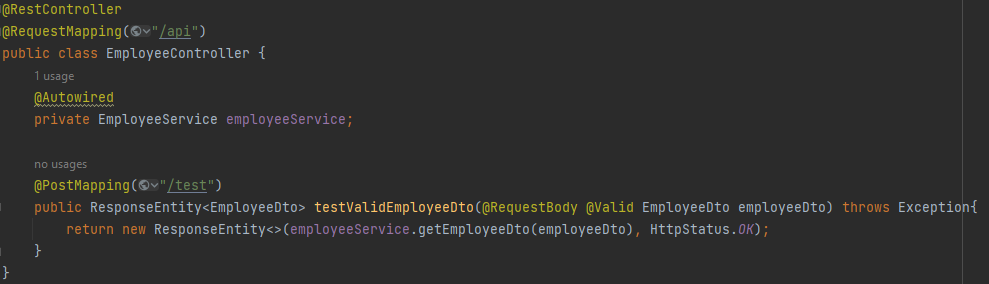 @RestController
@RequestMapping("/api")
public class EmployeeController {
1 usage
@Autowired
private EmployeeService employeeService;
no usages
@PostMapping("/test")
public ResponseEntity<EmployeeDto> testValidEmployeeDto(@RequestBody @Valid EmployeeDto employeeDto) throws Exception{
return new ResponseEntity<>(employeeService.getEmployeeDto(employeeDto), HttpStatus.OK);
}
}